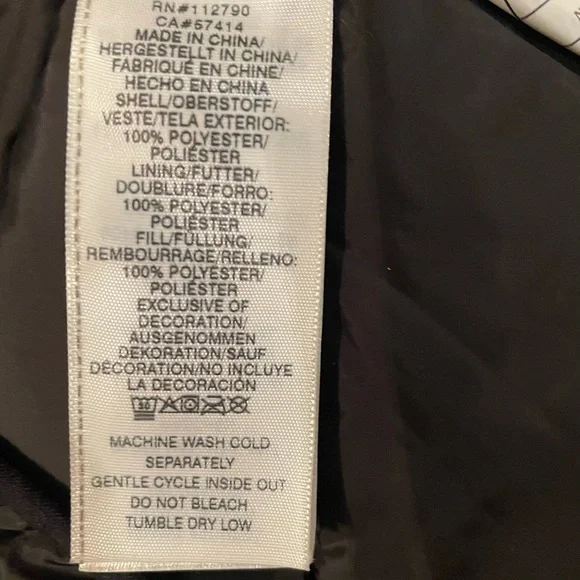 RN#112790
CA#57414
MADE IN CHINA/
HERGESTELLT IN CHINA/
FABRIQUÉ EN CHINE/
HECHO EN CHINA
SHELL/OBERSTOFF/
VESTE/TELA EXTERIOR:
100% POLYESTER/
POLIÉSTER
LINING/FUTTER/
DOUBLURE/FORRO:
100% POLYESTER/
POLIÉSTER
FILL/FÜLLUNG/
REMBOURRAGE/RELLENO:
100% POLYESTER/
POLIÉSTER
EXCLUSIVE OF
DECORATION/
AUSGENOMMEN
DEKORATION/SAUF
DÉCORATION/NO INCLUYE
LA DECORACIÓN
30
MACHINE WASH COLD
SEPARATELY
GENTLE CYCLE INSIDE OUT
DO NOT BLEACH
TUMBLE DRY LOW